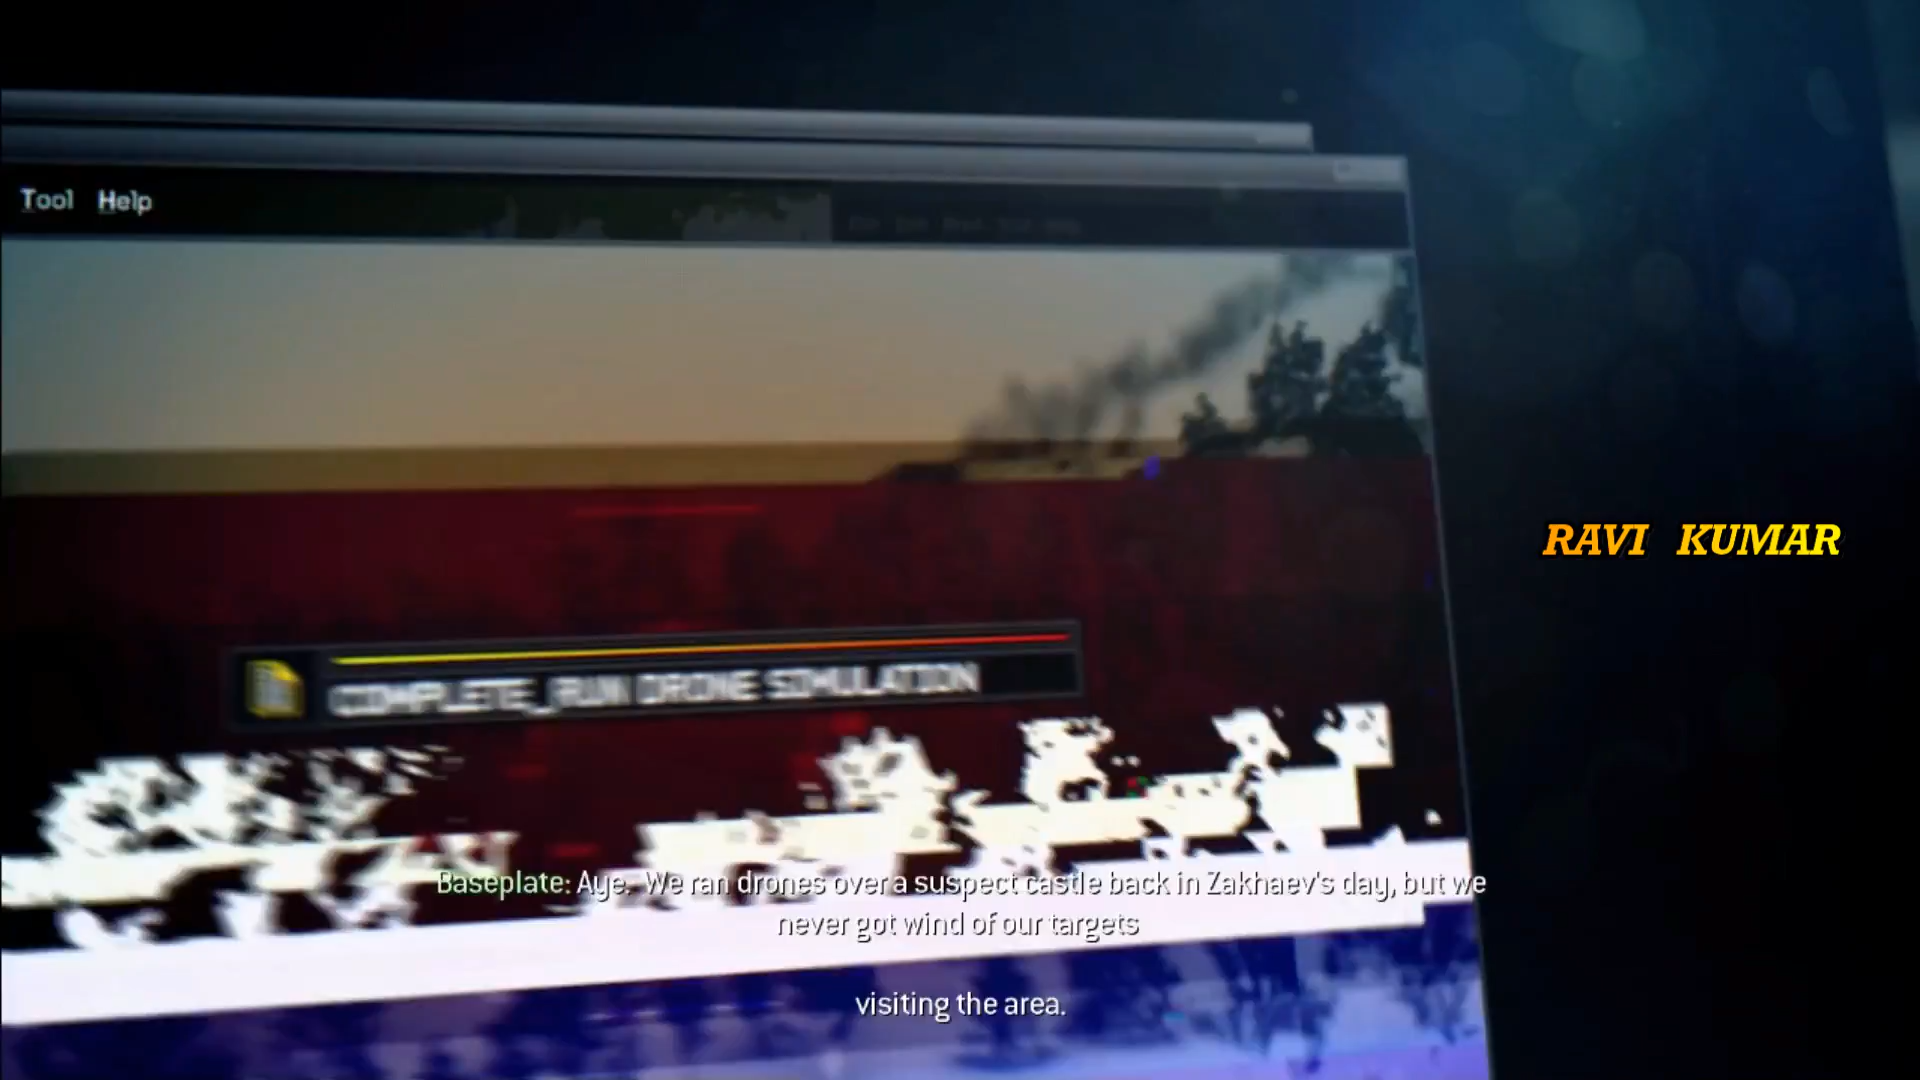 Tool Help
RAVI KUMAR
COMPLETE_RUN DRONE SIMULATION
Baseplate: Aye. We ran drones over a suspect castle back in Zakhaev's day, but we
never got wind of our targets
visiting the area.